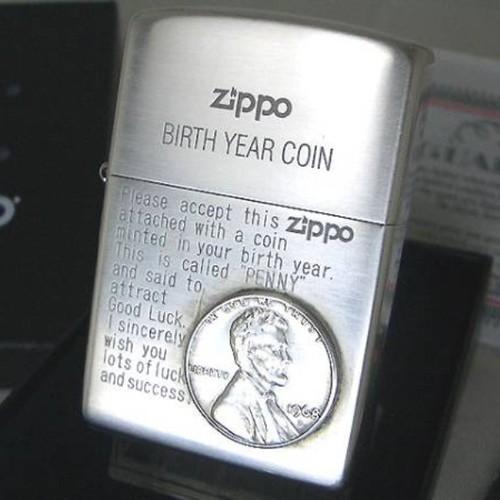 Zippo
BIRTH YEAR COIN
Please accept this Zippo
attached with a coin
minted in your birth year.
This is called "PENNY"
and said to
attract
Good Luck.
I sincerely
wish you
lots of luck
and success.
LIBERTY
1968